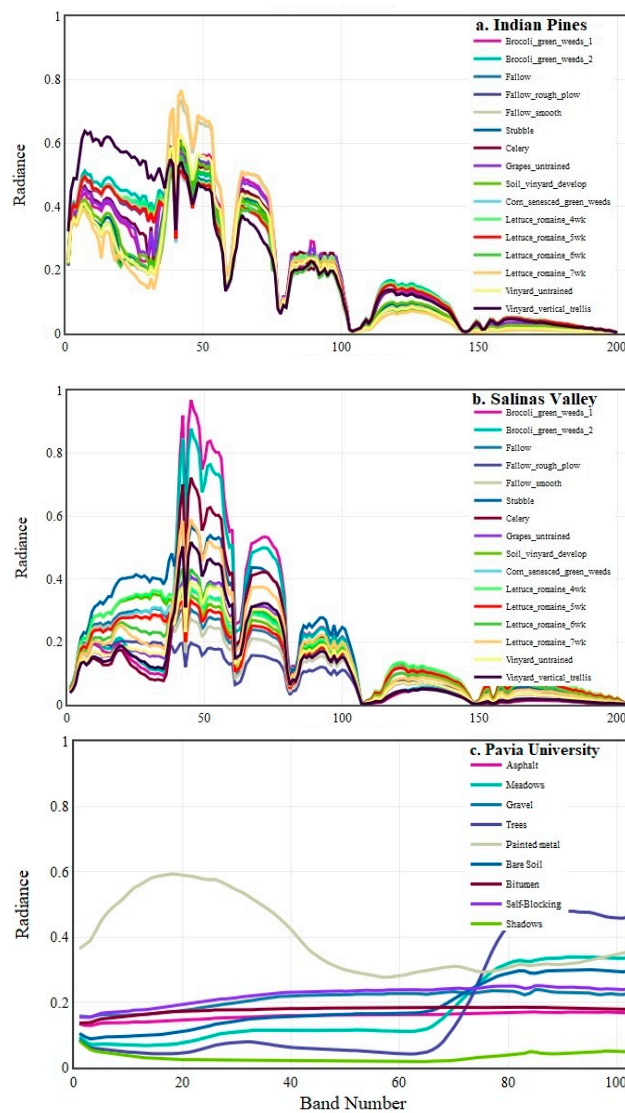 a. Indian Pines
Radiance
1
0.8
0.6
0.4
0.2
0
Brocoli_green_weeds_1
Brocoli_green_weeds_2
Fallow
Fallow_rough_plow
Fallow_smooth
Stubble
Celery
Grapes_untrained
Soil_vinyard_develop
Corn_senesced_green_weeds
Lettuce_romaine_4wk
Lettuce_romaine_5wk
Lettuce_romaine_6wk
Lettuce_romaine_7wk
Vinyard_untrained
Vinyard_vertical_trellis
0 50 100 150 200
b. Salinas Valley
Radiance
1
0.8
0.6
0.4
0.2
0
Brocoli_green_weeds_1
Brocoli_green_weeds_2
Fallow
Fallow_rough_plow
Fallow_smooth
Stubble
Celery
Grapes_untrained
Soil_vinyard_develop
Corn_senesced_green_weeds
Lettuce_romaine_4wk
Lettuce_romaine_5wk
Lettuce_romaine_6wk
Lettuce_romaine_7wk
Vinyard_untrained
Vinyard_vertical_trellis
0 50 100 150 200
c. Pavia University
Radiance
1
0.8
0.6
0.4
0.2
0
Asphalt
Meadows
Gravel
Trees
Painted metal
Bare Soil
Bitumen
Self-Blocking
Shadows
0 20 40 60 80 100
Band Number